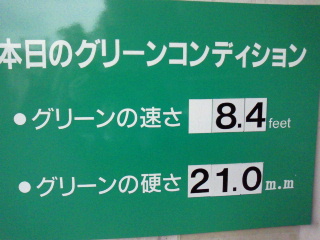 本日のグリーンコンディション
●グリーンの速さ 8.4 feet
●グリーンの硬さ 21.0 m.m